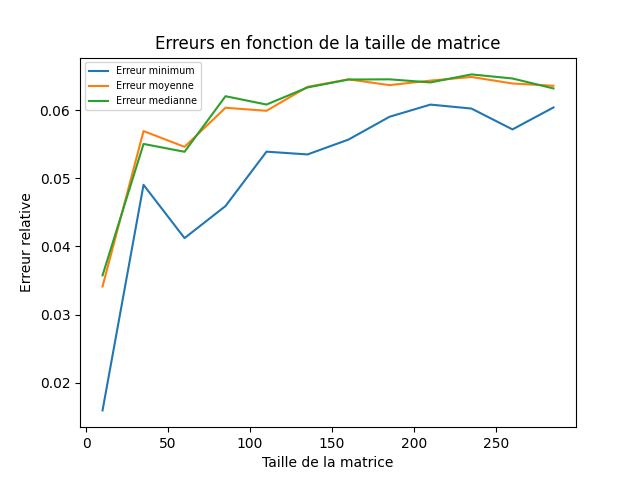 Erreurs en fonction de la taille de matrice
Erreur minimum
Erreur moyenne
Erreur medianne
0.06
0.05
0.04
0.03
0.02
Erreur relative
0
50
100
150
200
250
Taille de la matrice